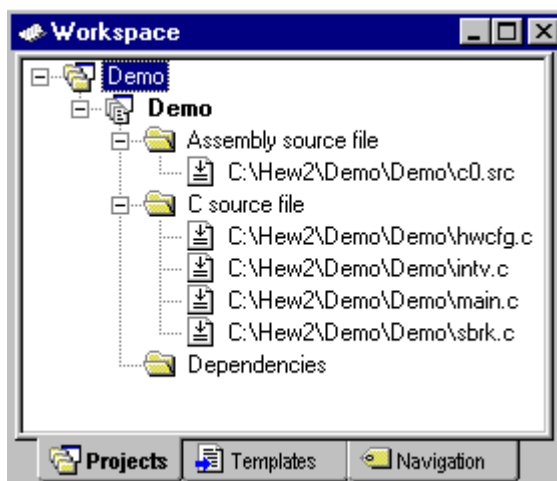 Workspace
Demo
Demo
Assembly source file
C:\Hew2\Demo\Demo\c0.src
C source file
C:\Hew2\Demo\Demo\hwcfg.c
C:\Hew2\Demo\Demo\intv.c
C:\Hew2\Demo\Demo\main.c
C:\Hew2\Demo\Demo\sbrk.c
Dependencies
Projects Templates Navigation